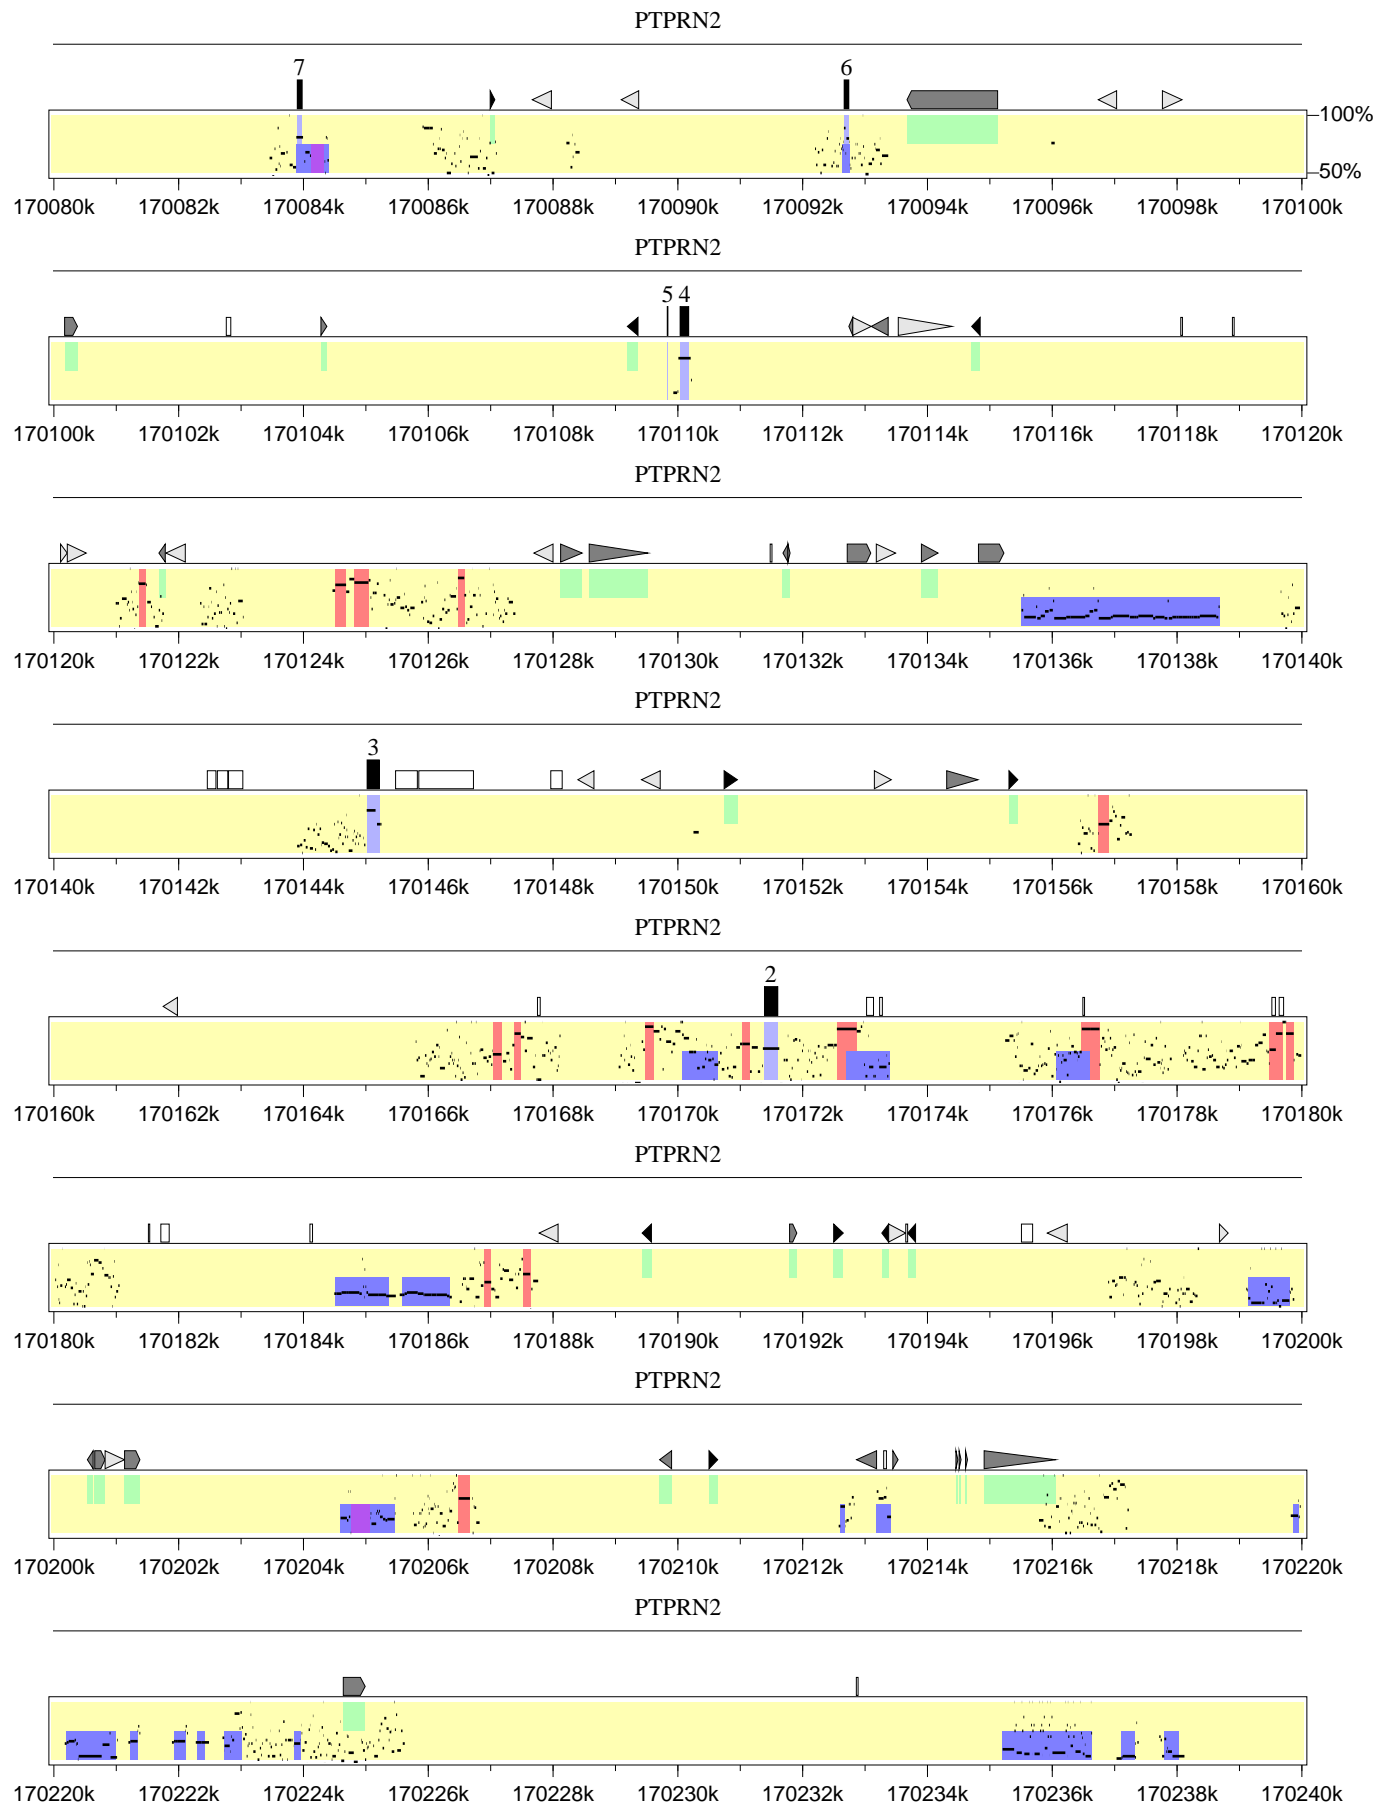 PTPRN2
7 6
100%
50%
170080k 170082k 170084k 170086k 170088k 170090k 170092k 170094k 170096k 170098k 170100k
PTPRN2
5 4
170100k 170102k 170104k 170106k 170108k 170110k 170112k 170114k 170116k 170118k 170120k
PTPRN2
170120k 170122k 170124k 170126k 170128k 170130k 170132k 170134k 170136k 170138k 170140k
PTPRN2
3
170140k 170142k 170144k 170146k 170148k 170150k 170152k 170154k 170156k 170158k 170160k
PTPRN2
2
170160k 170162k 170164k 170166k 170168k 170170k 170172k 170174k 170176k 170178k 170180k
PTPRN2
170180k 170182k 170184k 170186k 170188k 170190k 170192k 170194k 170196k 170198k 170200k
PTPRN2
170200k 170202k 170204k 170206k 170208k 170210k 170212k 170214k 170216k 170218k 170220k
PTPRN2
170220k 170222k 170224k 170226k 170228k 170230k 170232k 170234k 170236k 170238k 170240k